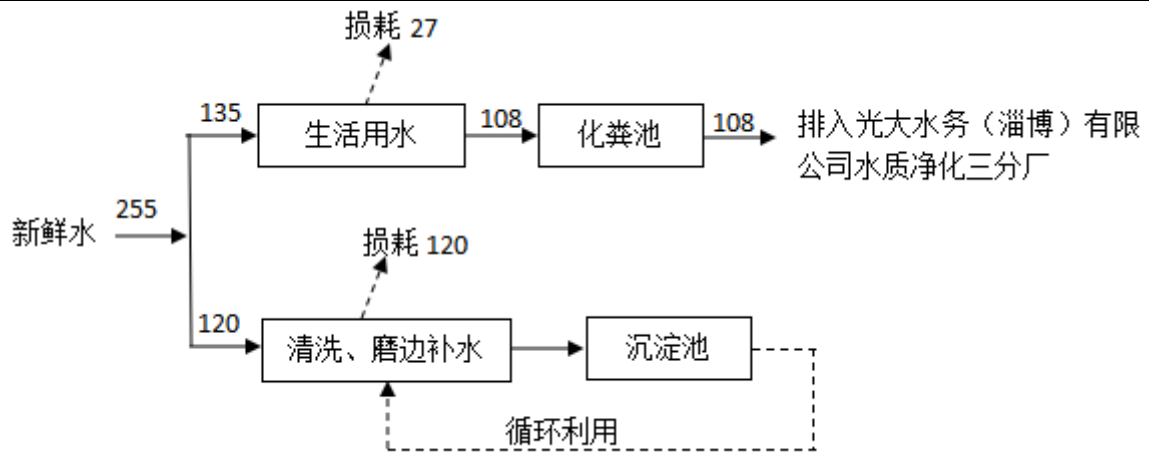 损耗 27
135
生活用水
108
化粪池
108
排入光大水务（淄博）有限
公司水质净化三分厂
新鲜水
255
损耗 120
120
清洗、磨边补水
沉淀池
循环利用